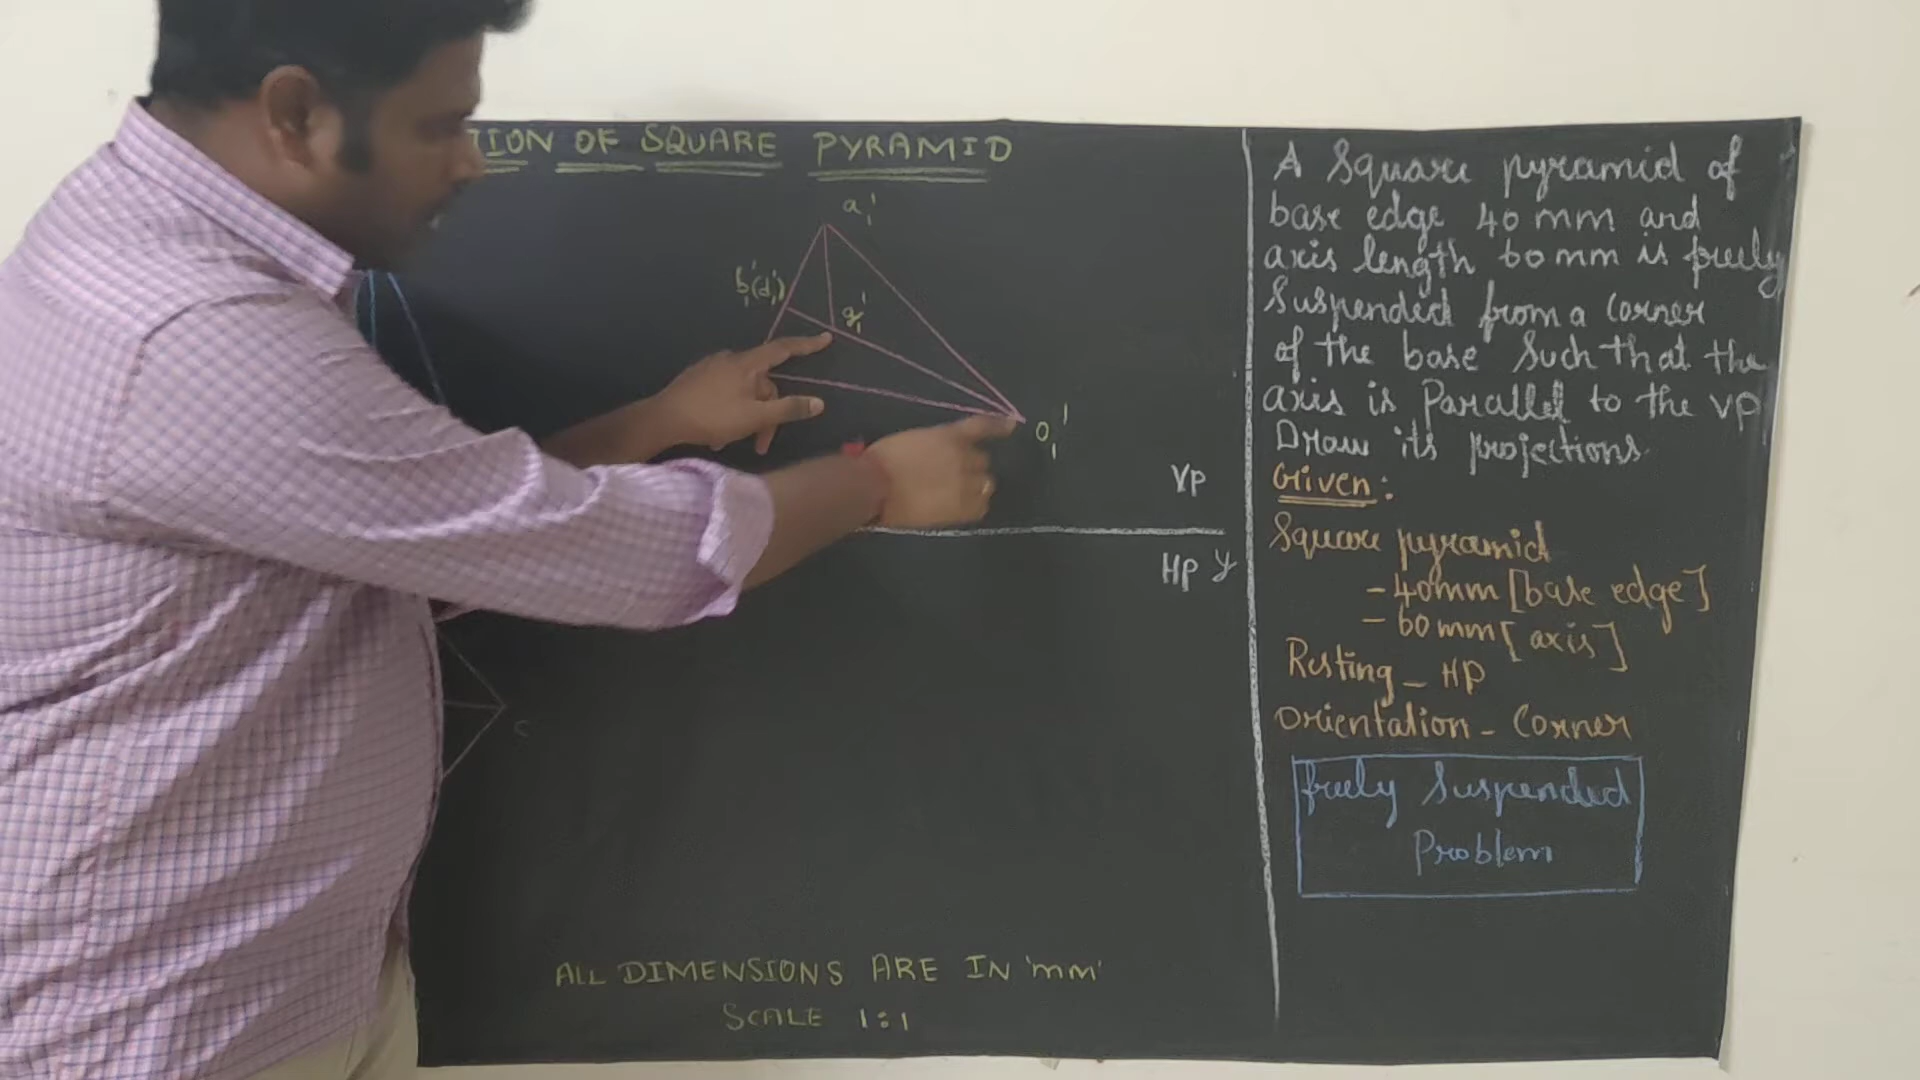 TION OF SQUARE PYRAMID
a₁'
b₁'(d₁')
g₁'
o₁'
VP
HP y
c
ALL DIMENSIONS ARE IN 'mm'
SCALE 1:1
A Square pyramid of
base edge 40 mm and
axis length 60 mm is freely
Suspended from a corner
of the base Such that the
axis is Parallel to the VP
Draw its projections.
Given:
Square pyramid
- 40mm [base edge]
- 60mm [axis]
Resting - HP
Orientation - Corner
freely Suspended
Problem